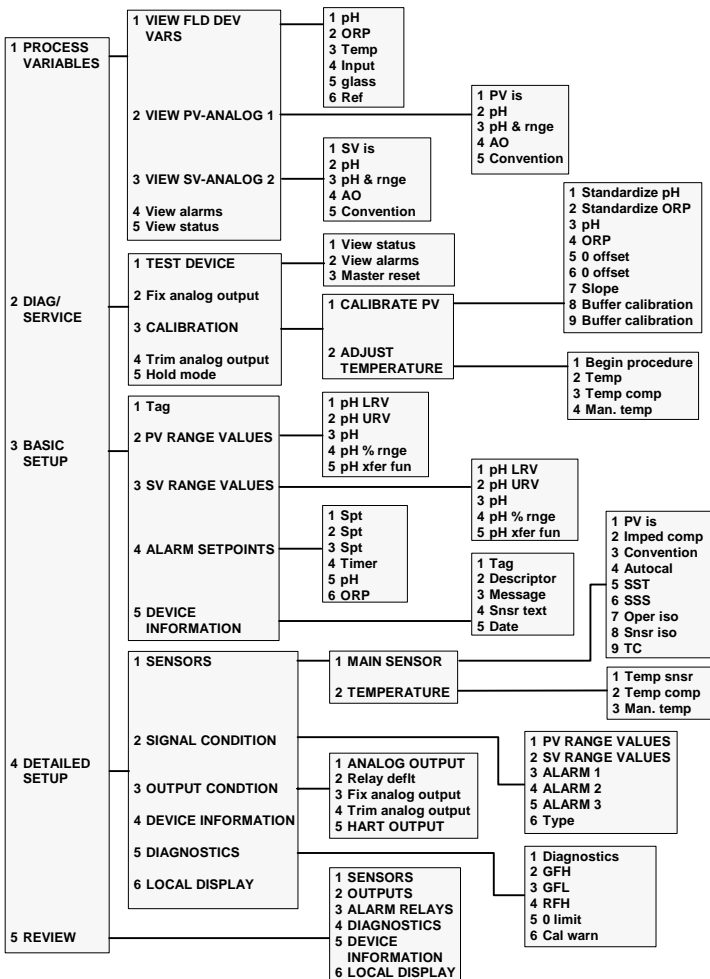 1 PROCESS
VARIABLES
2 DIAG/
SERVICE
3 BASIC
SETUP
4 DETAILED
SETUP
5 REVIEW
1 VIEW FLD DEV
VARS
2 VIEW PV-ANALOG 1
3 VIEW SV-ANALOG 2
4 View alarms
5 View status
1 pH
2 ORP
3 Temp
4 Input
5 glass
6 Ref
1 PV is
2 pH
3 pH & rnge
4 AO
5 Convention
1 SV is
2 pH
3 pH & rnge
4 AO
5 Convention
1 TEST DEVICE
2 Fix analog output
3 CALIBRATION
4 Trim analog output
5 Hold mode
1 View status
2 View alarms
3 Master reset
1 CALIBRATE PV
2 ADJUST
TEMPERATURE
1 Standardize pH
2 Standardize ORP
3 pH
4 ORP
5 0 offset
6 0 offset
7 Slope
8 Buffer calibration
9 Buffer calibration
1 Begin procedure
2 Temp
3 Temp comp
4 Man. temp
1 Tag
2 PV RANGE VALUES
3 SV RANGE VALUES
4 ALARM SETPOINTS
5 DEVICE
INFORMATION
1 pH LRV
2 pH URV
3 pH
4 pH % rnge
5 pH xfer fun
1 pH LRV
2 pH URV
3 pH
4 pH % rnge
5 pH xfer fun
1 Spt
2 Spt
3 Spt
4 Timer
5 pH
6 ORP
1 Tag
2 Descriptor
3 Message
4 Snsr text
5 Date
1 SENSORS
2 SIGNAL CONDITION
3 OUTPUT CONDTION
4 DEVICE INFORMATION
5 DIAGNOSTICS
6 LOCAL DISPLAY
1 MAIN SENSOR
2 TEMPERATURE
1 PV is
2 Imped comp
3 Convention
4 Autocal
5 SST
6 SSS
7 Oper iso
8 Snsr iso
9 TC
1 Temp snsr
2 Temp comp
3 Man. temp
1 PV RANGE VALUES
2 SV RANGE VALUES
3 ALARM 1
4 ALARM 2
5 ALARM 3
6 Type
1 ANALOG OUTPUT
2 Relay deflt
3 Fix analog output
4 Trim analog output
5 HART OUTPUT
1 Diagnostics
2 GFH
3 GFL
4 RFH
5 0 limit
6 Cal warn
1 SENSORS
2 OUTPUTS
3 ALARM RELAYS
4 DIAGNOSTICS
5 DEVICE
INFORMATION
6 LOCAL DISPLAY